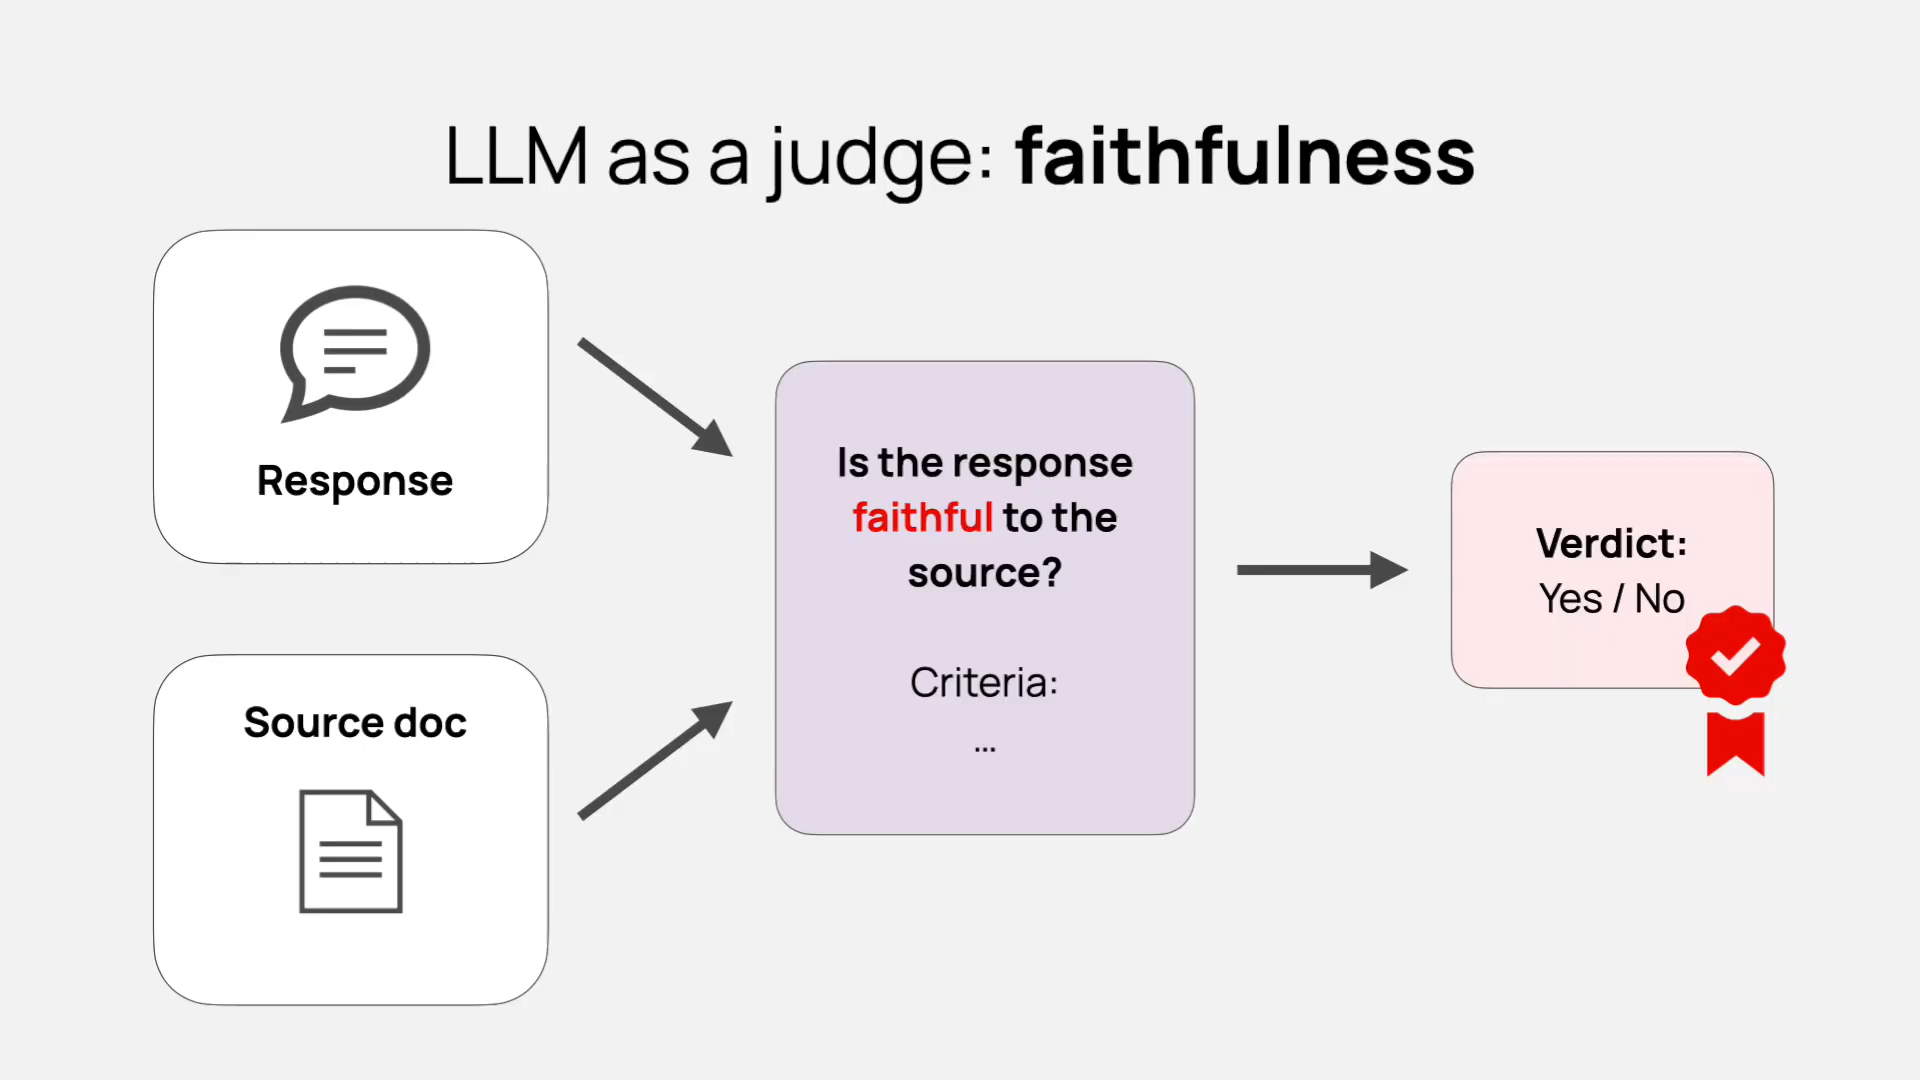 LLM as a judge: faithfulness
Response
Source doc
Is the response
faithful to the
source?
Criteria:
...
Verdict:
Yes / No